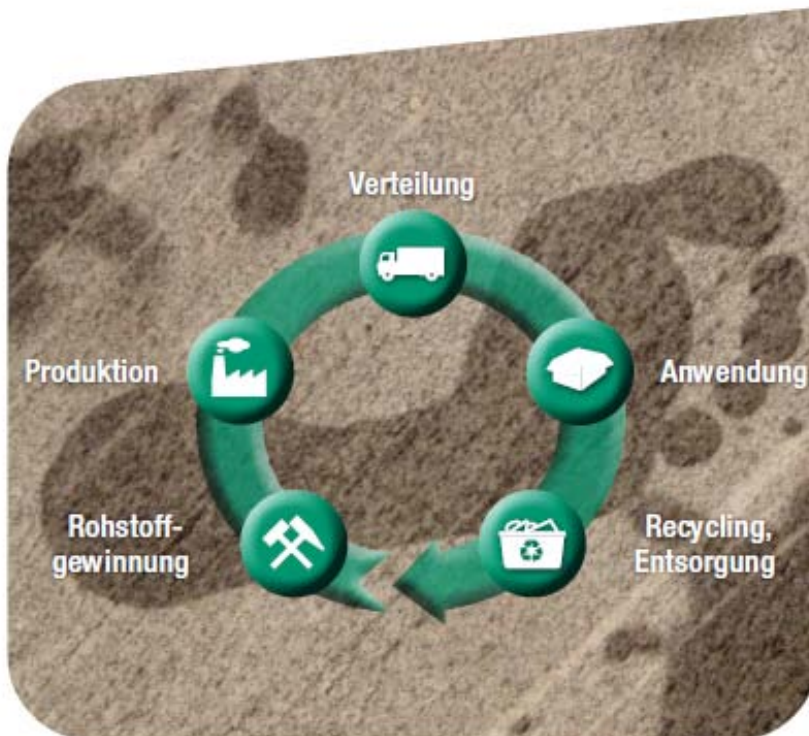 Verteilung
Produktion
Anwendung
Rohstoff-
gewinnung
Recycling,
Entsorgung